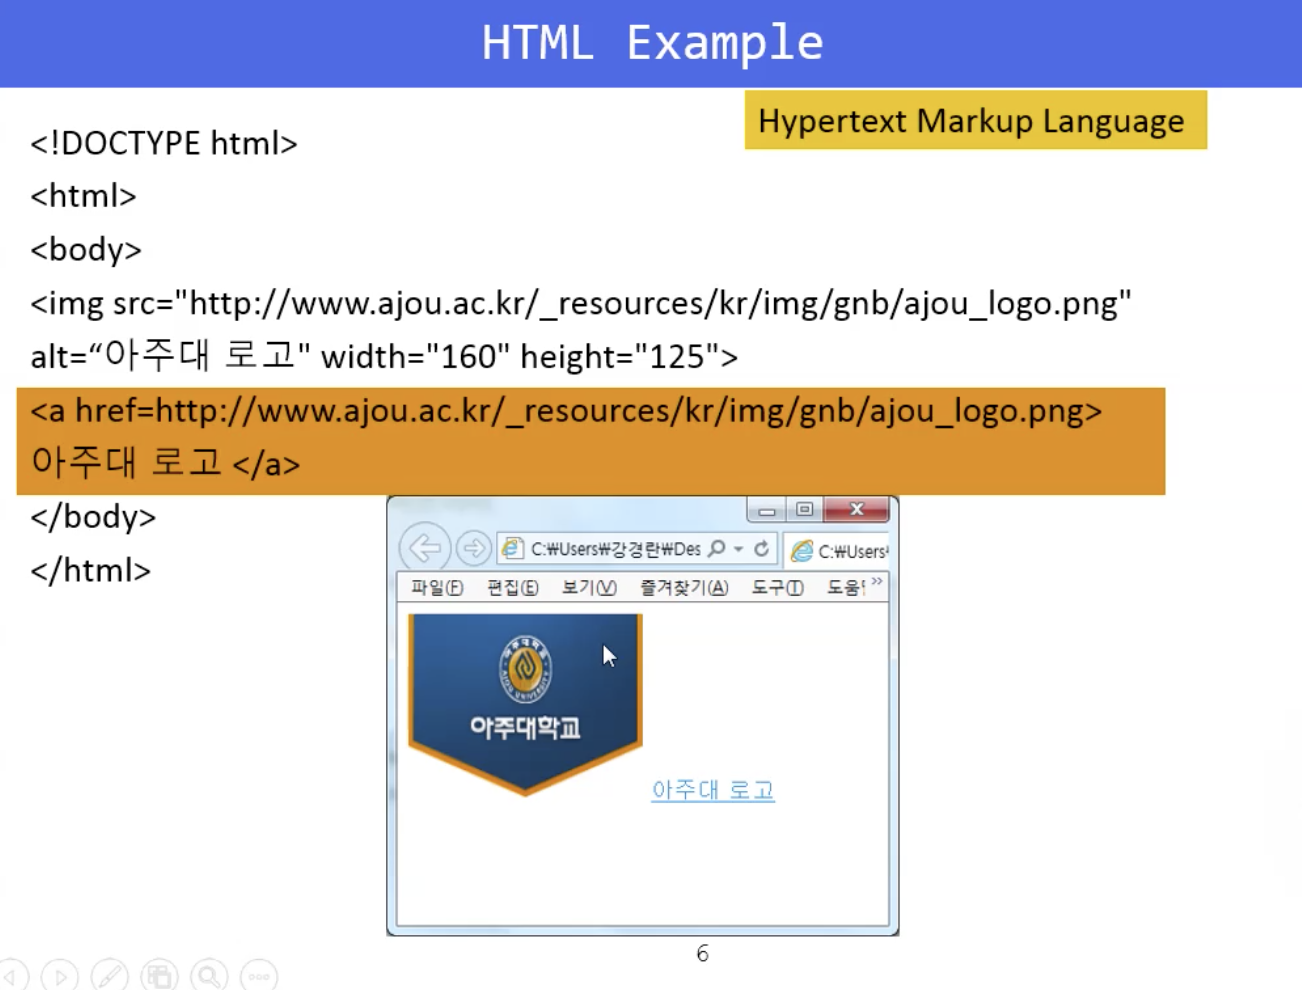 HTML Example
Hypertext Markup Language
<!DOCTYPE html>
<html>
<body>
<img src="http://www.ajou.ac.kr/_resources/kr/img/gnb/ajou_logo.png"
alt=“아주대 로고" width="160" height="125">
<a href=http://www.ajou.ac.kr/_resources/kr/img/gnb/ajou_logo.png>
아주대 로고 </a>
</body>
</html>
C:₩Users₩강경란₩Des
C:₩Users₩
파일(F) 편집(E) 보기(V) 즐겨찾기(A) 도구(T)
AJOU UNIVERSITY
아주대학교
아주대 로고
6